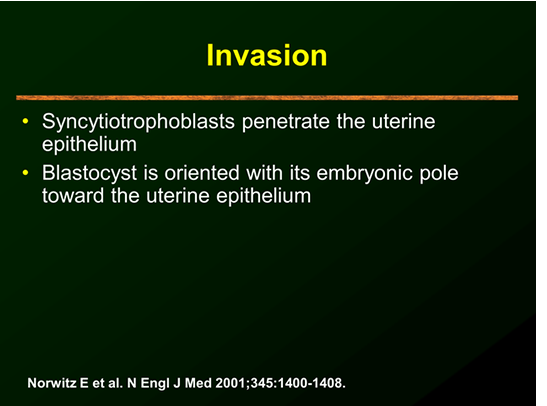 Invasion
• Syncytiotrophoblasts penetrate the uterine
epithelium
• Blastocyst is oriented with its embryonic pole
toward the uterine epithelium
Norwitz E et al. N Engl J Med 2001;345:1400-1408.